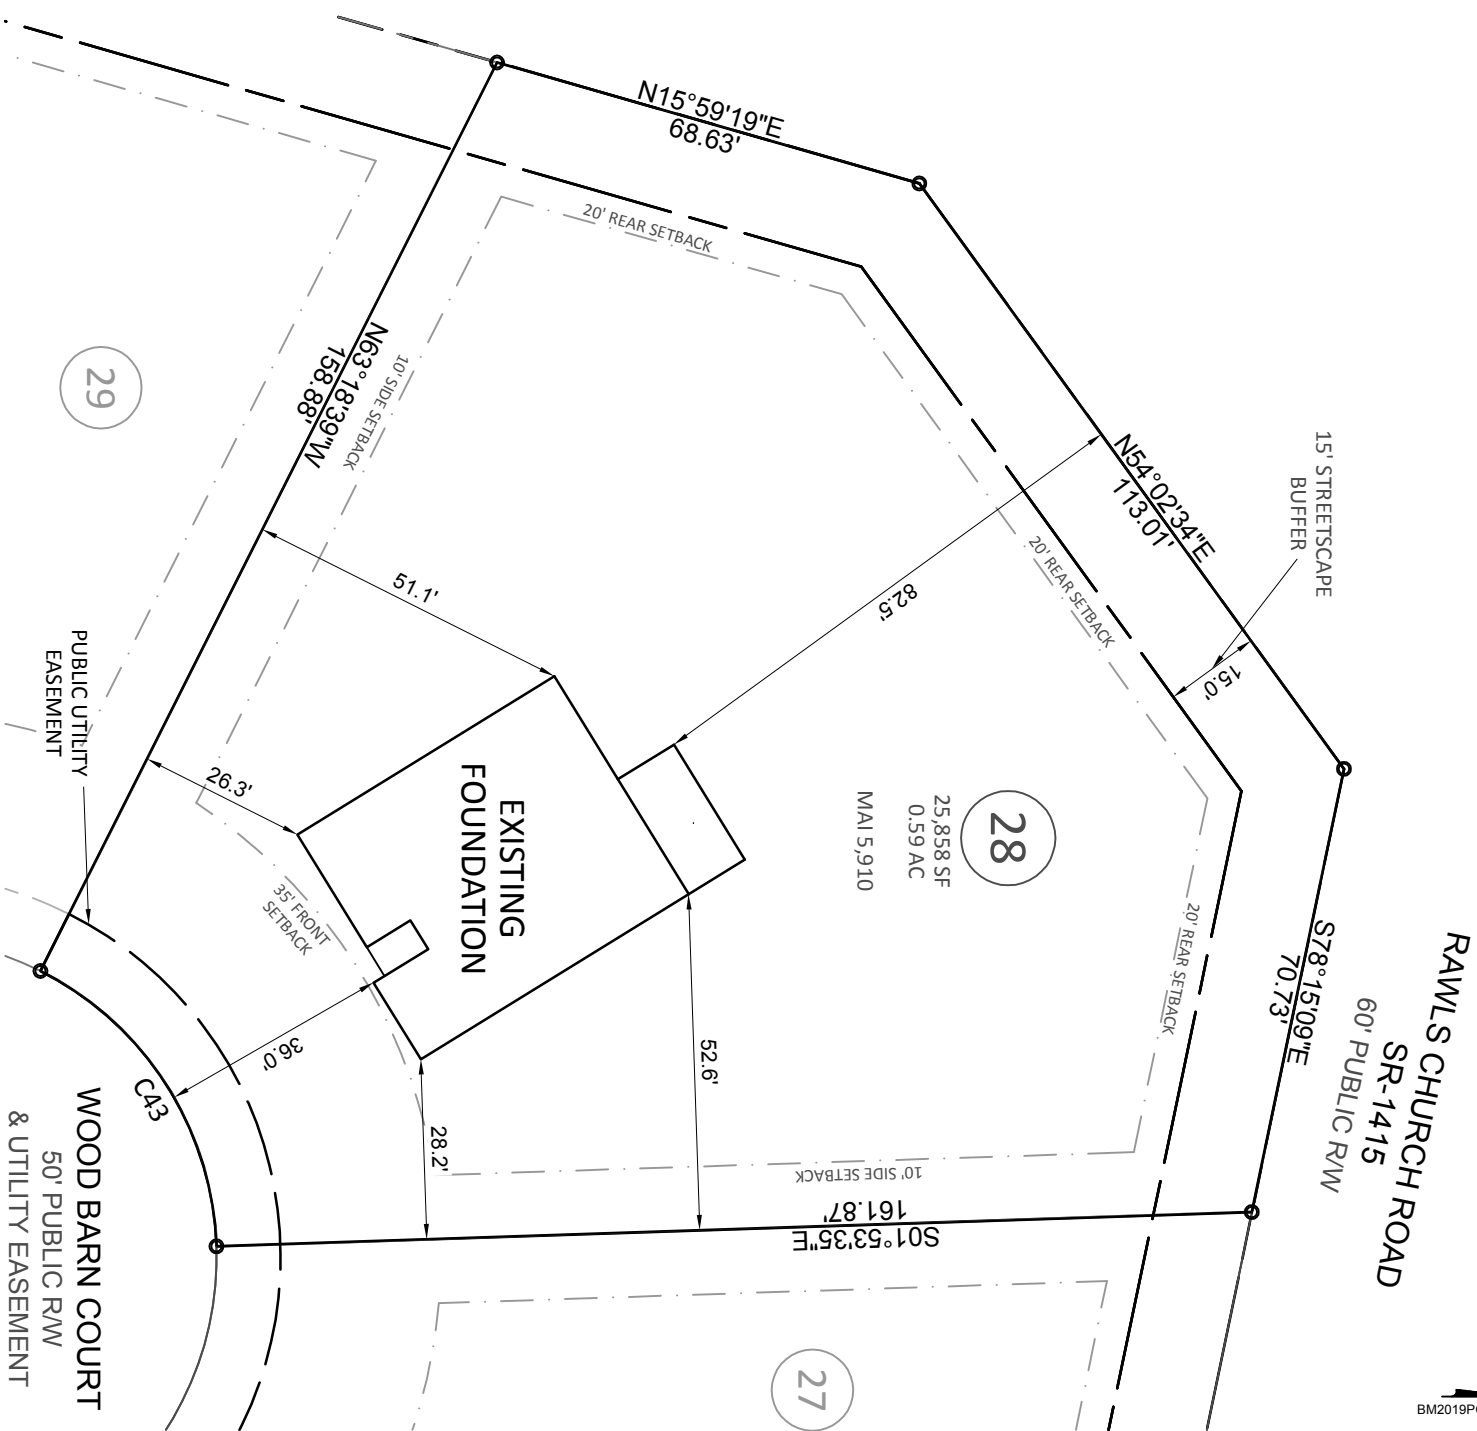 N15°59'19"E
68.63'
20' REAR SETBACK
N63°18'39"W
158.88'
10' SIDE SETBACK
29
N54°02'34"E
113.01'
15' STREETSCAPE
BUFFER
20' REAR SETBACK
15.0'
82.5'
51.1'
26.3'
PUBLIC UTILITY
EASEMENT
EXISTING
FOUNDATION
28
25,858 SF
0.59 AC
MAI 5,910
S78°15'09"E
70.73'
20' REAR SETBACK
RAWLS CHURCH ROAD
SR-1415
60' PUBLIC R/W
35' FRONT
SETBACK
36.0'
C43
52.6'
28.2'
10' SIDE SETBACK
S01°53'35"E
161.87'
27
WOOD BARN COURT
50' PUBLIC R/W
& UTILITY EASEMENT